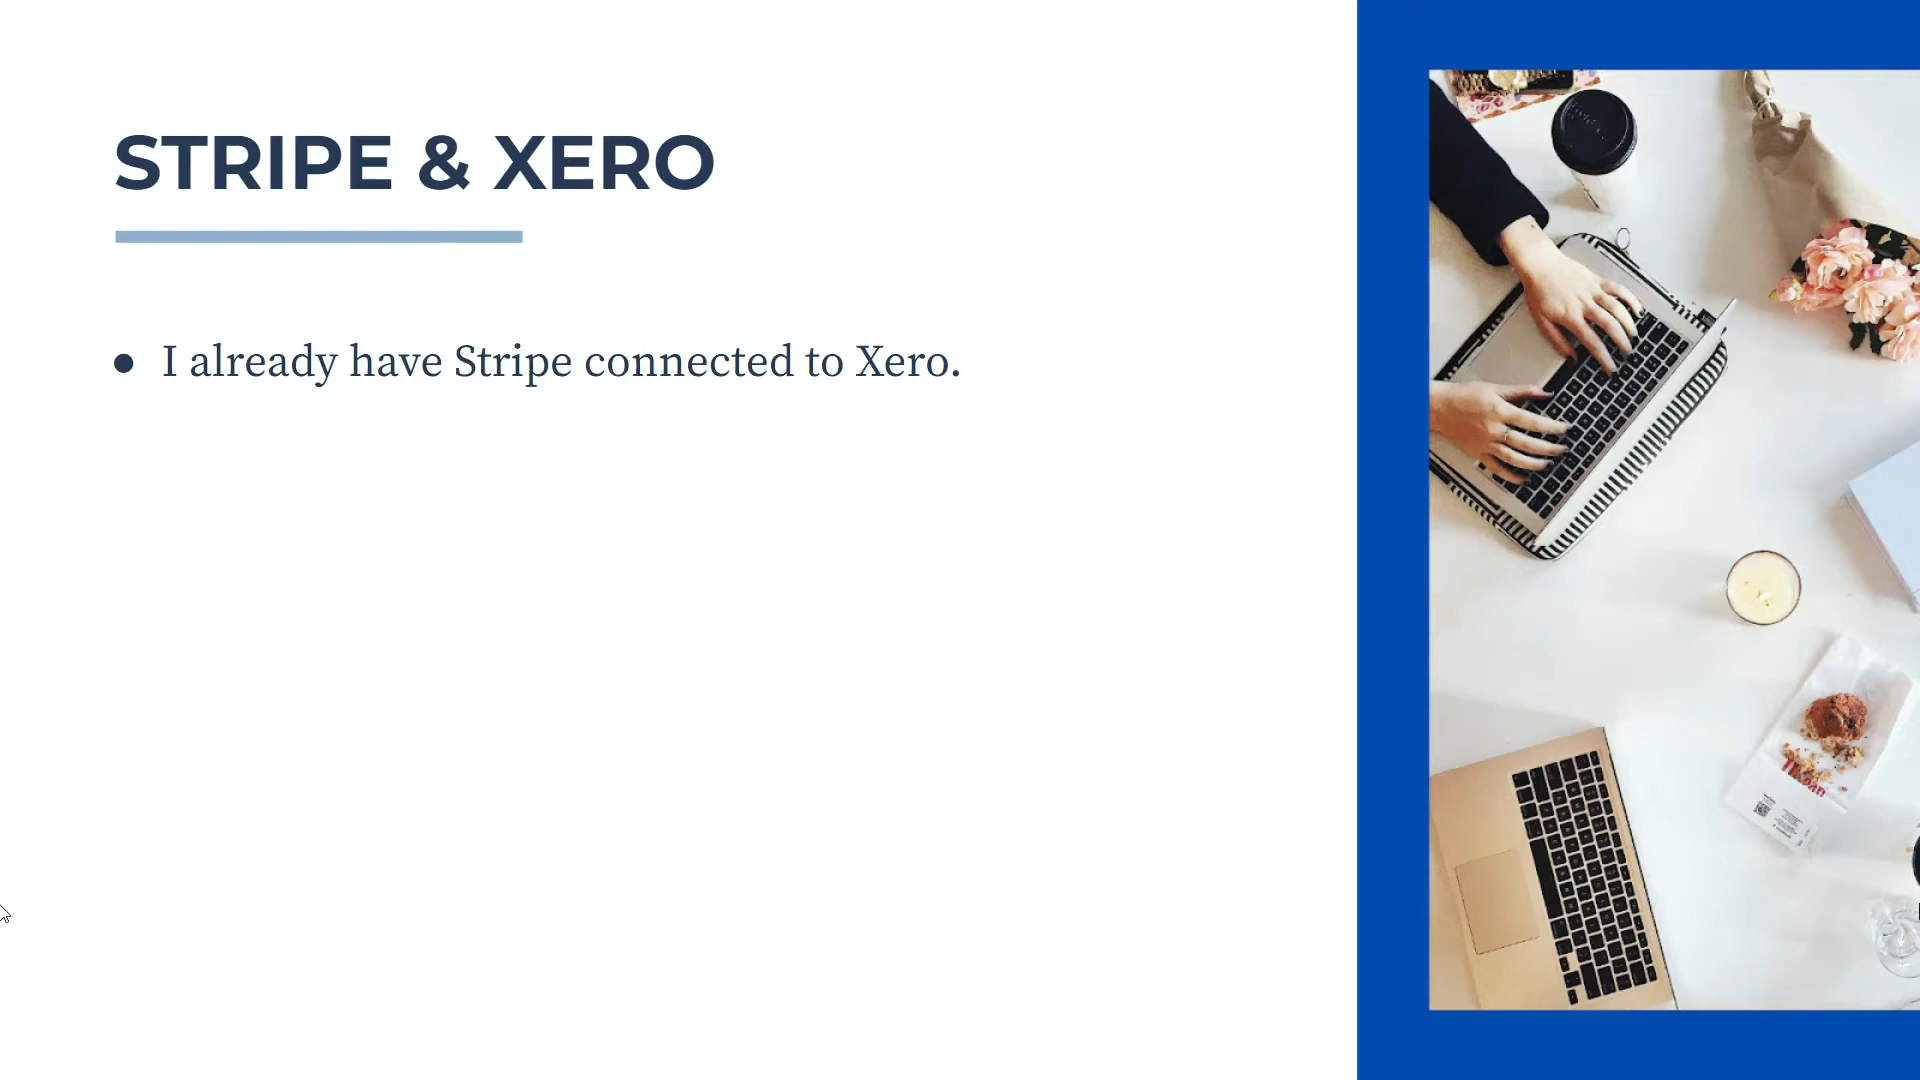 STRIPE & XERO
● I already have Stripe connected to Xero.